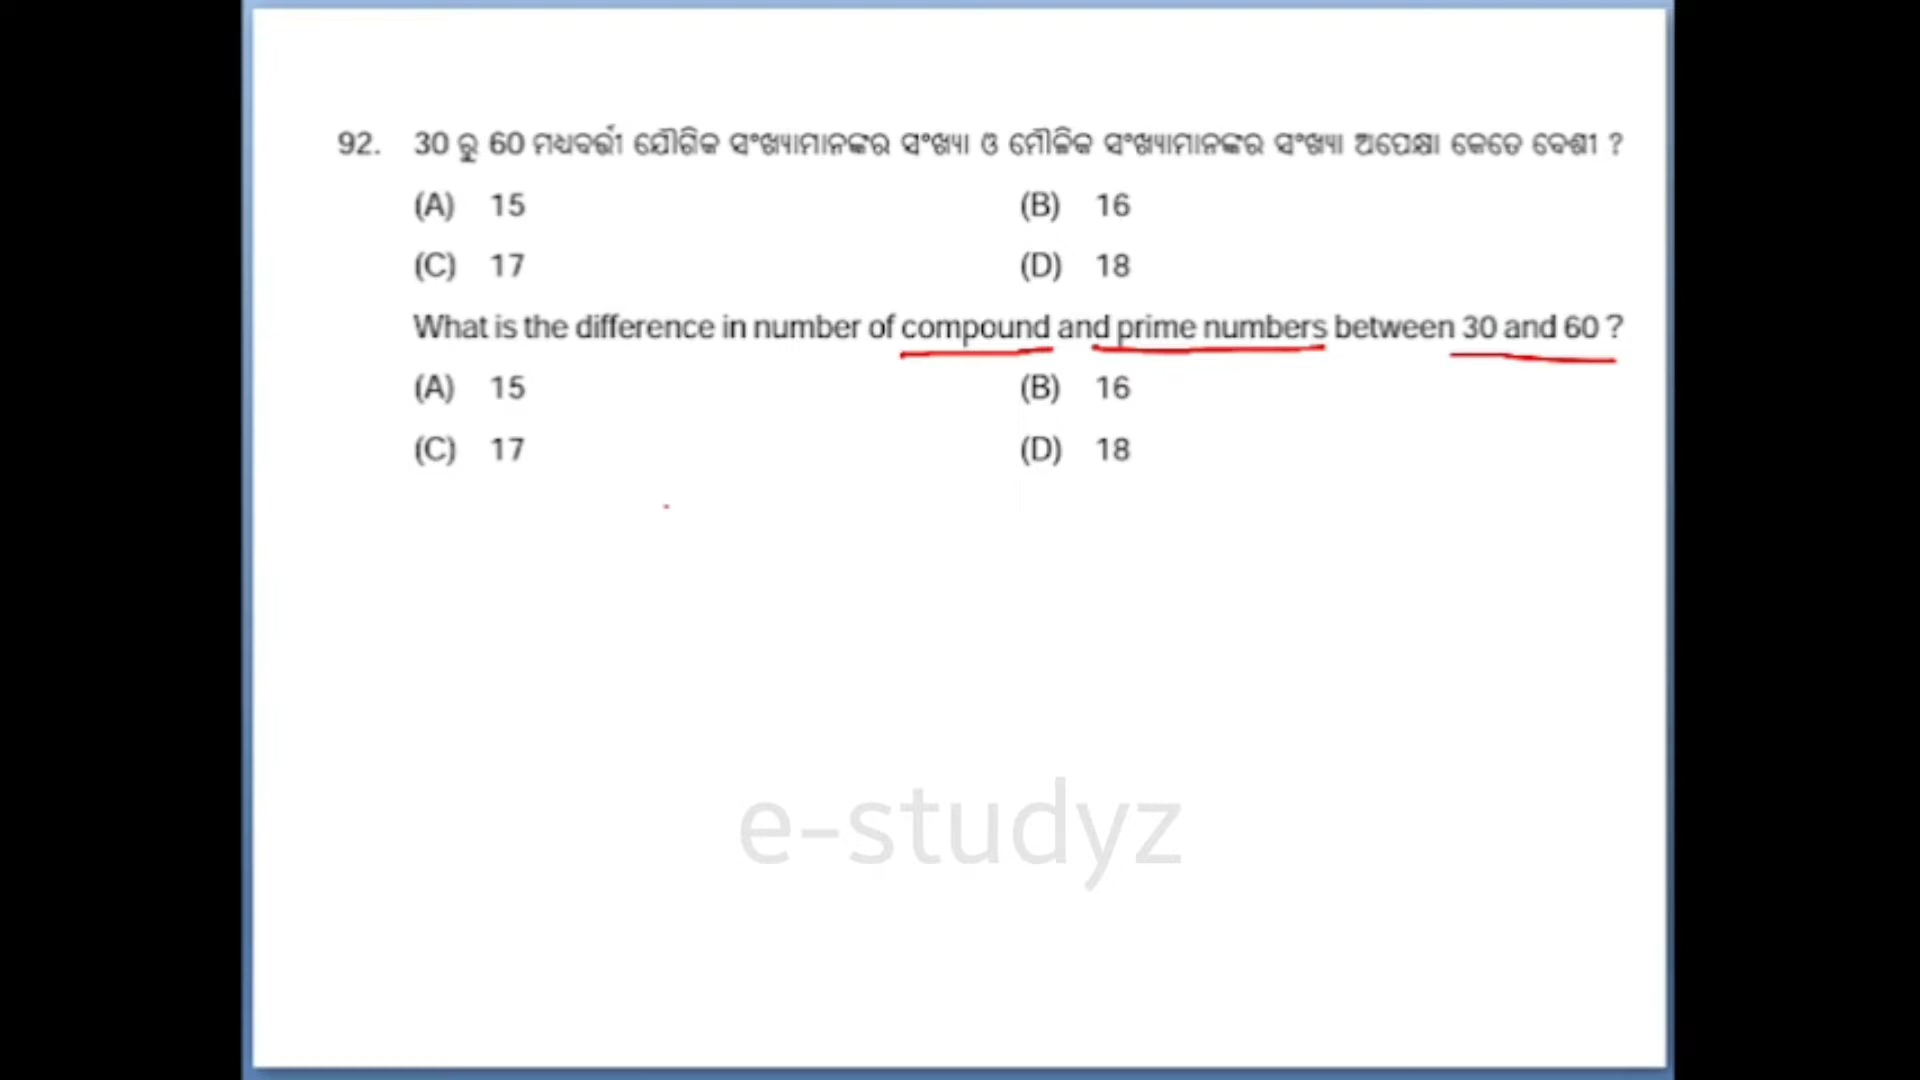 92. 30 ରୁ 60 ମଧ୍ୟବର୍ତ୍ତୀ ଯୌଗିକ ସଂଖ୍ୟାମାନଙ୍କର ସଂଖ୍ୟା ଓ ମୌଳିକ ସଂଖ୍ୟାମାନଙ୍କର ସଂଖ୍ୟା ଅପେକ୍ଷା କେତେ ବେଶୀ ?
(A) 15 (B) 16
(C) 17 (D) 18
What is the difference in number of compound and prime numbers between 30 and 60 ?
(A) 15 (B) 16
(C) 17 (D) 18
e-studyz